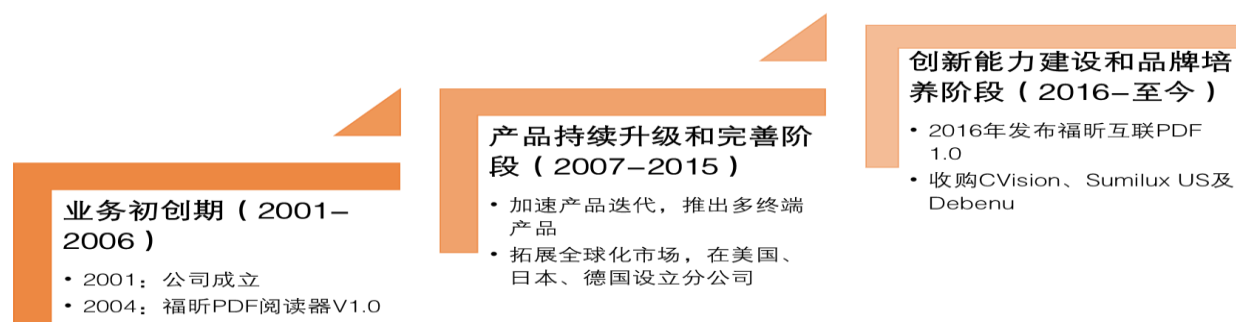 业务初创期（2001–
2006）
• 2001：公司成立
• 2004：福昕PDF阅读器V1.0
产品持续升级和完善阶
段（2007–2015）
• 加速产品迭代，推出多终端
产品
• 拓展全球化市场，在美国、
日本、德国设立分公司
创新能力建设和品牌培
养阶段（2016–至今）
• 2016年发布福昕互联PDF
1.0
• 收购CVision、Sumilux US及
Debenu